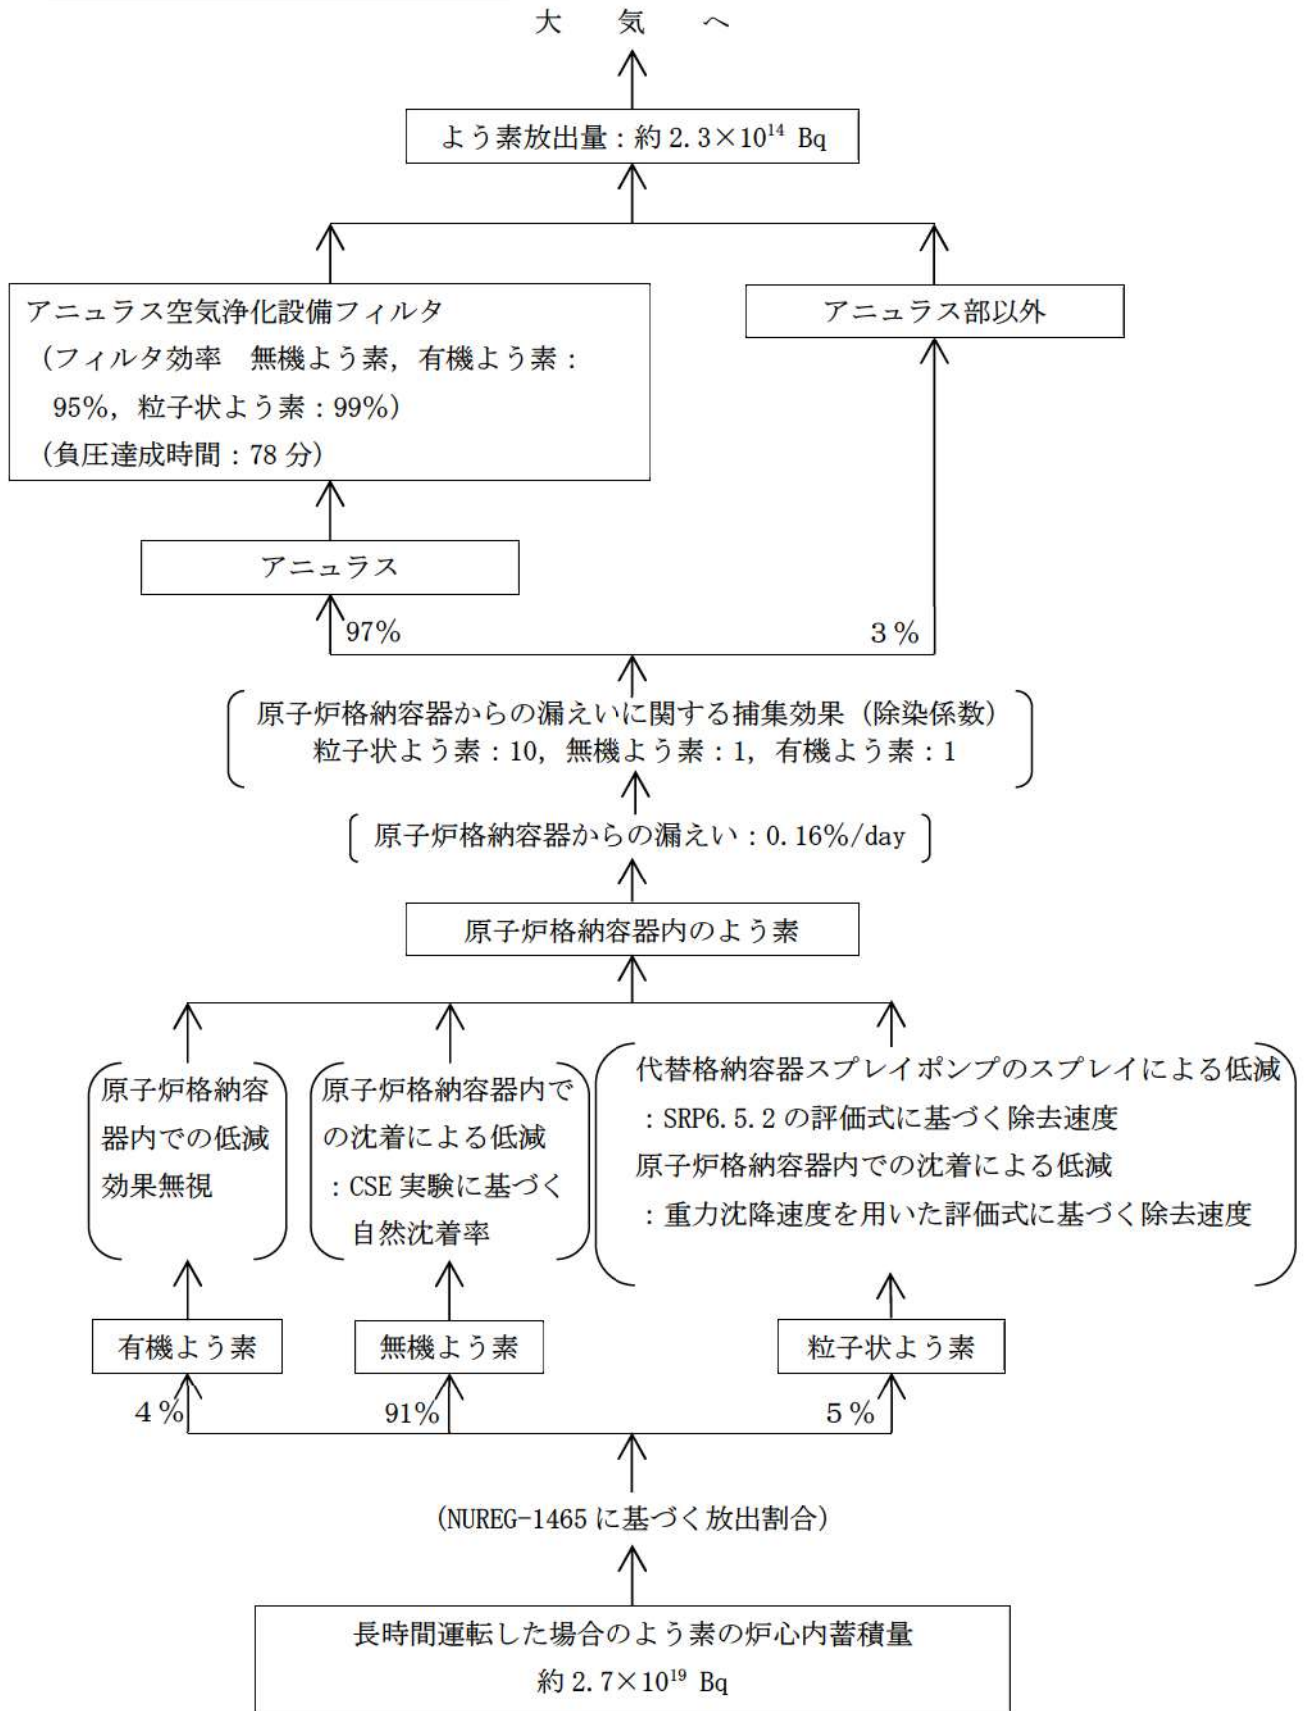 大　気　へ
よう素放出量：約 2.3×10¹⁴ Bq
アニュラス空気浄化設備フィルタ
(フィルタ効率　無機よう素, 有機よう素：
95%, 粒子状よう素：99%)
(負圧達成時間：78 分)
アニュラス部以外
アニュラス
97%
3%
原子炉格納容器からの漏えいに関する捕集効果 (除染係数)
粒子状よう素：10, 無機よう素：1, 有機よう素：1
原子炉格納容器からの漏えい：0.16%/day
原子炉格納容器内のよう素
原子炉格納容
器内での低減
効果無視
原子炉格納容器内で
の沈着による低減
：CSE 実験に基づく
自然沈着率
代替格納容器スプレイポンプのスプレイによる低減
：SRP6.5.2 の評価式に基づく除去速度
原子炉格納容器内での沈着による低減
：重力沈降速度を用いた評価式に基づく除去速度
有機よう素
無機よう素
粒子状よう素
4%
91%
5%
(NUREG-1465 に基づく放出割合)
長時間運転した場合のよう素の炉心内蓄積量
約 2.7×10¹⁹ Bq